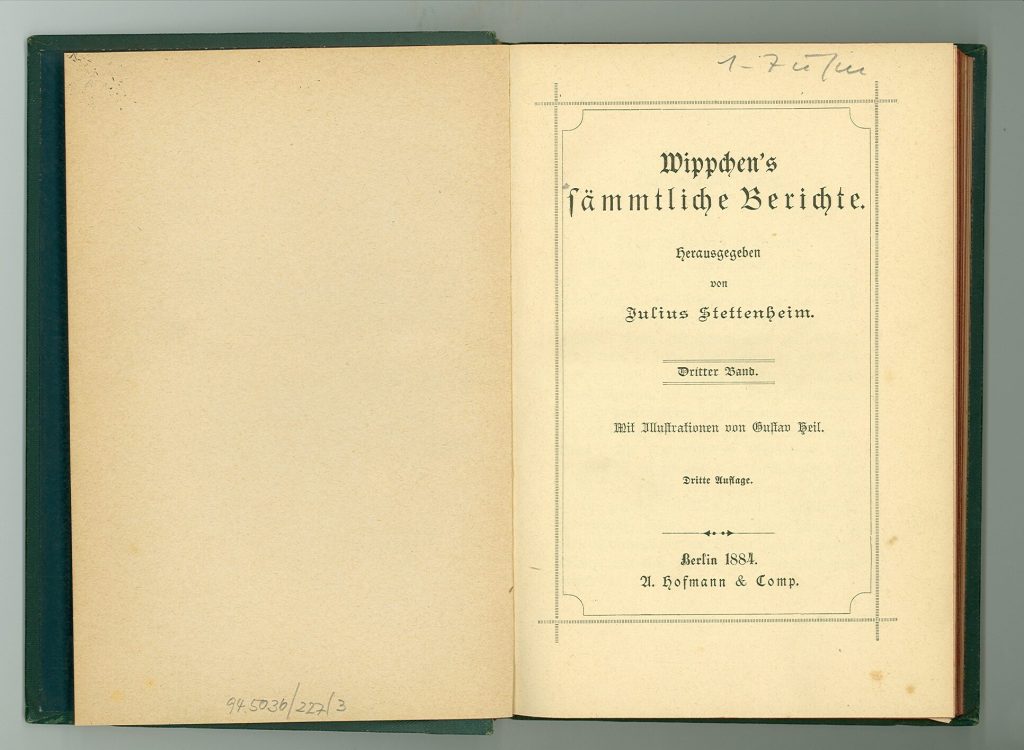 94.5036/227/3
Wippchen's
sämmtliche Berichte.
Herausgegeben
von
Julius Stettenheim.
Dritter Band.
Mit Illustrationen von Gustav Heil.
Dritte Auflage.
Berlin 1884.
A. Hofmann & Comp.